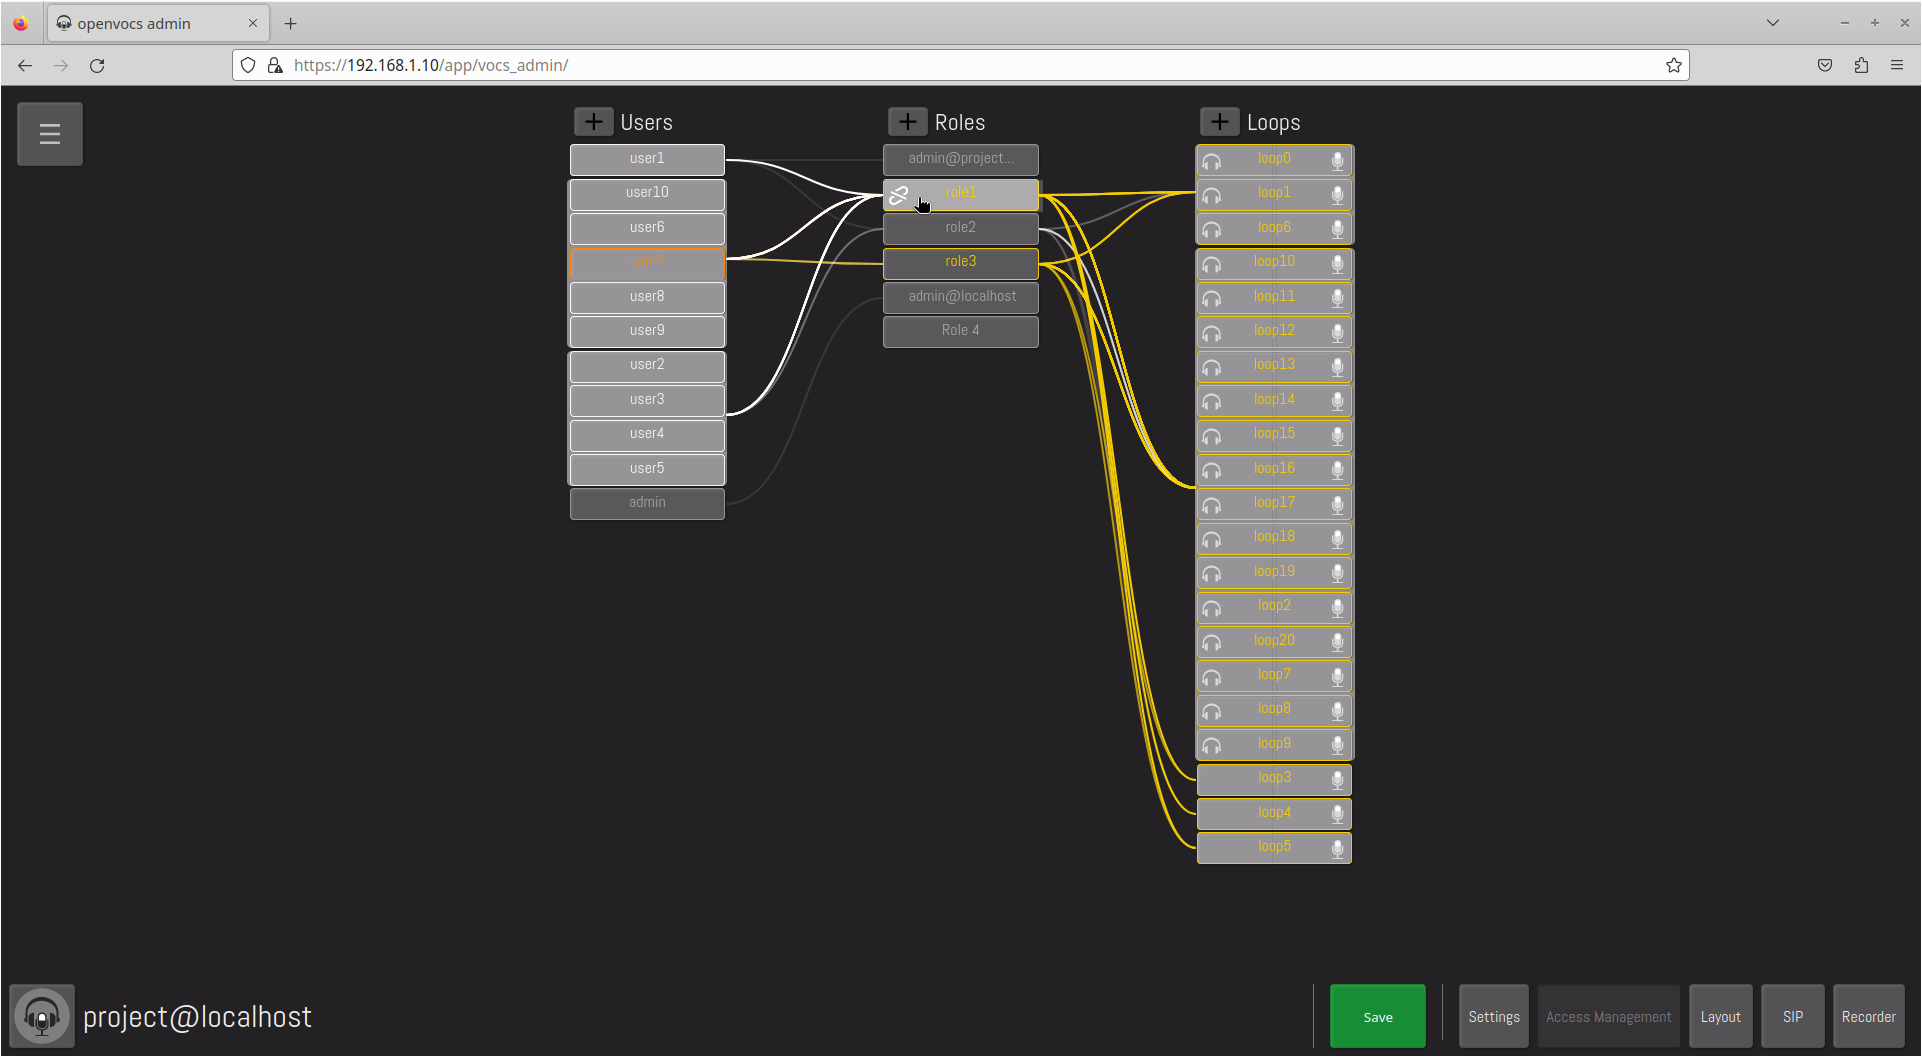 openvocs admin
https://192.168.1.10/app/vocs_admin/
Users
user1
user10
user6
user7
user8
user9
user2
user3
user4
user5
admin
Roles
admin@project...
role1
role2
role3
admin@localhost
Role 4
Loops
loop0
loop1
loop6
loop10
loop11
loop12
loop13
loop14
loop15
loop16
loop17
loop18
loop19
loop2
loop20
loop7
loop8
loop9
loop3
loop4
loop5
project@localhost
Save
Settings
Access Management
Layout
SIP
Recorder